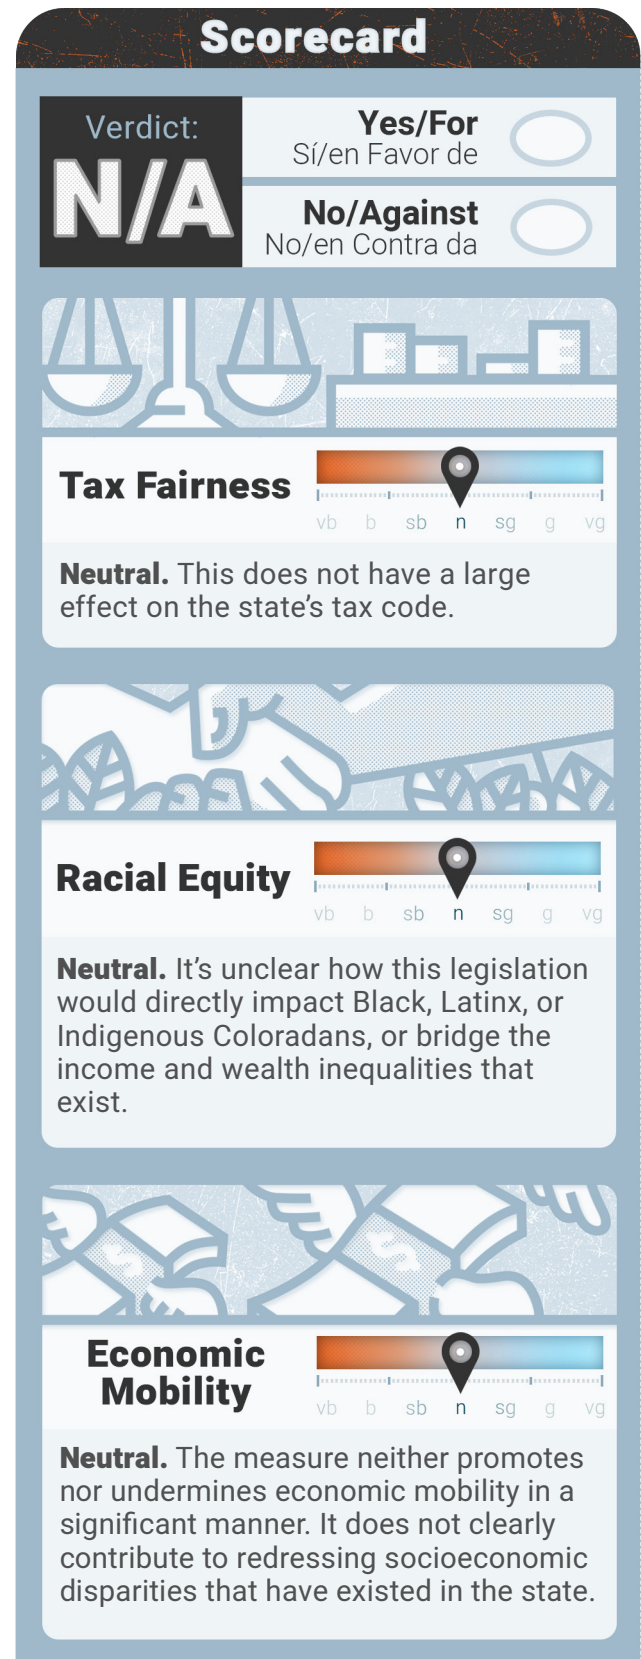 Scorecard
Verdict:
N/A
Yes/For
Sí/en Favor de
No/Against
No/en Contra da
Tax Fairness
vb b sb n sg g vg
Neutral. This does not have a large
effect on the state’s tax code.
Racial Equity
vb b sb n sg g vg
Neutral. It’s unclear how this legislation
would directly impact Black, Latinx, or
Indigenous Coloradans, or bridge the
income and wealth inequalities that
exist.
$
$
Economic
Mobility
vb b sb n sg g vg
Neutral. The measure neither promotes
nor undermines economic mobility in a
significant manner. It does not clearly
contribute to redressing socioeconomic
disparities that have existed in the state.